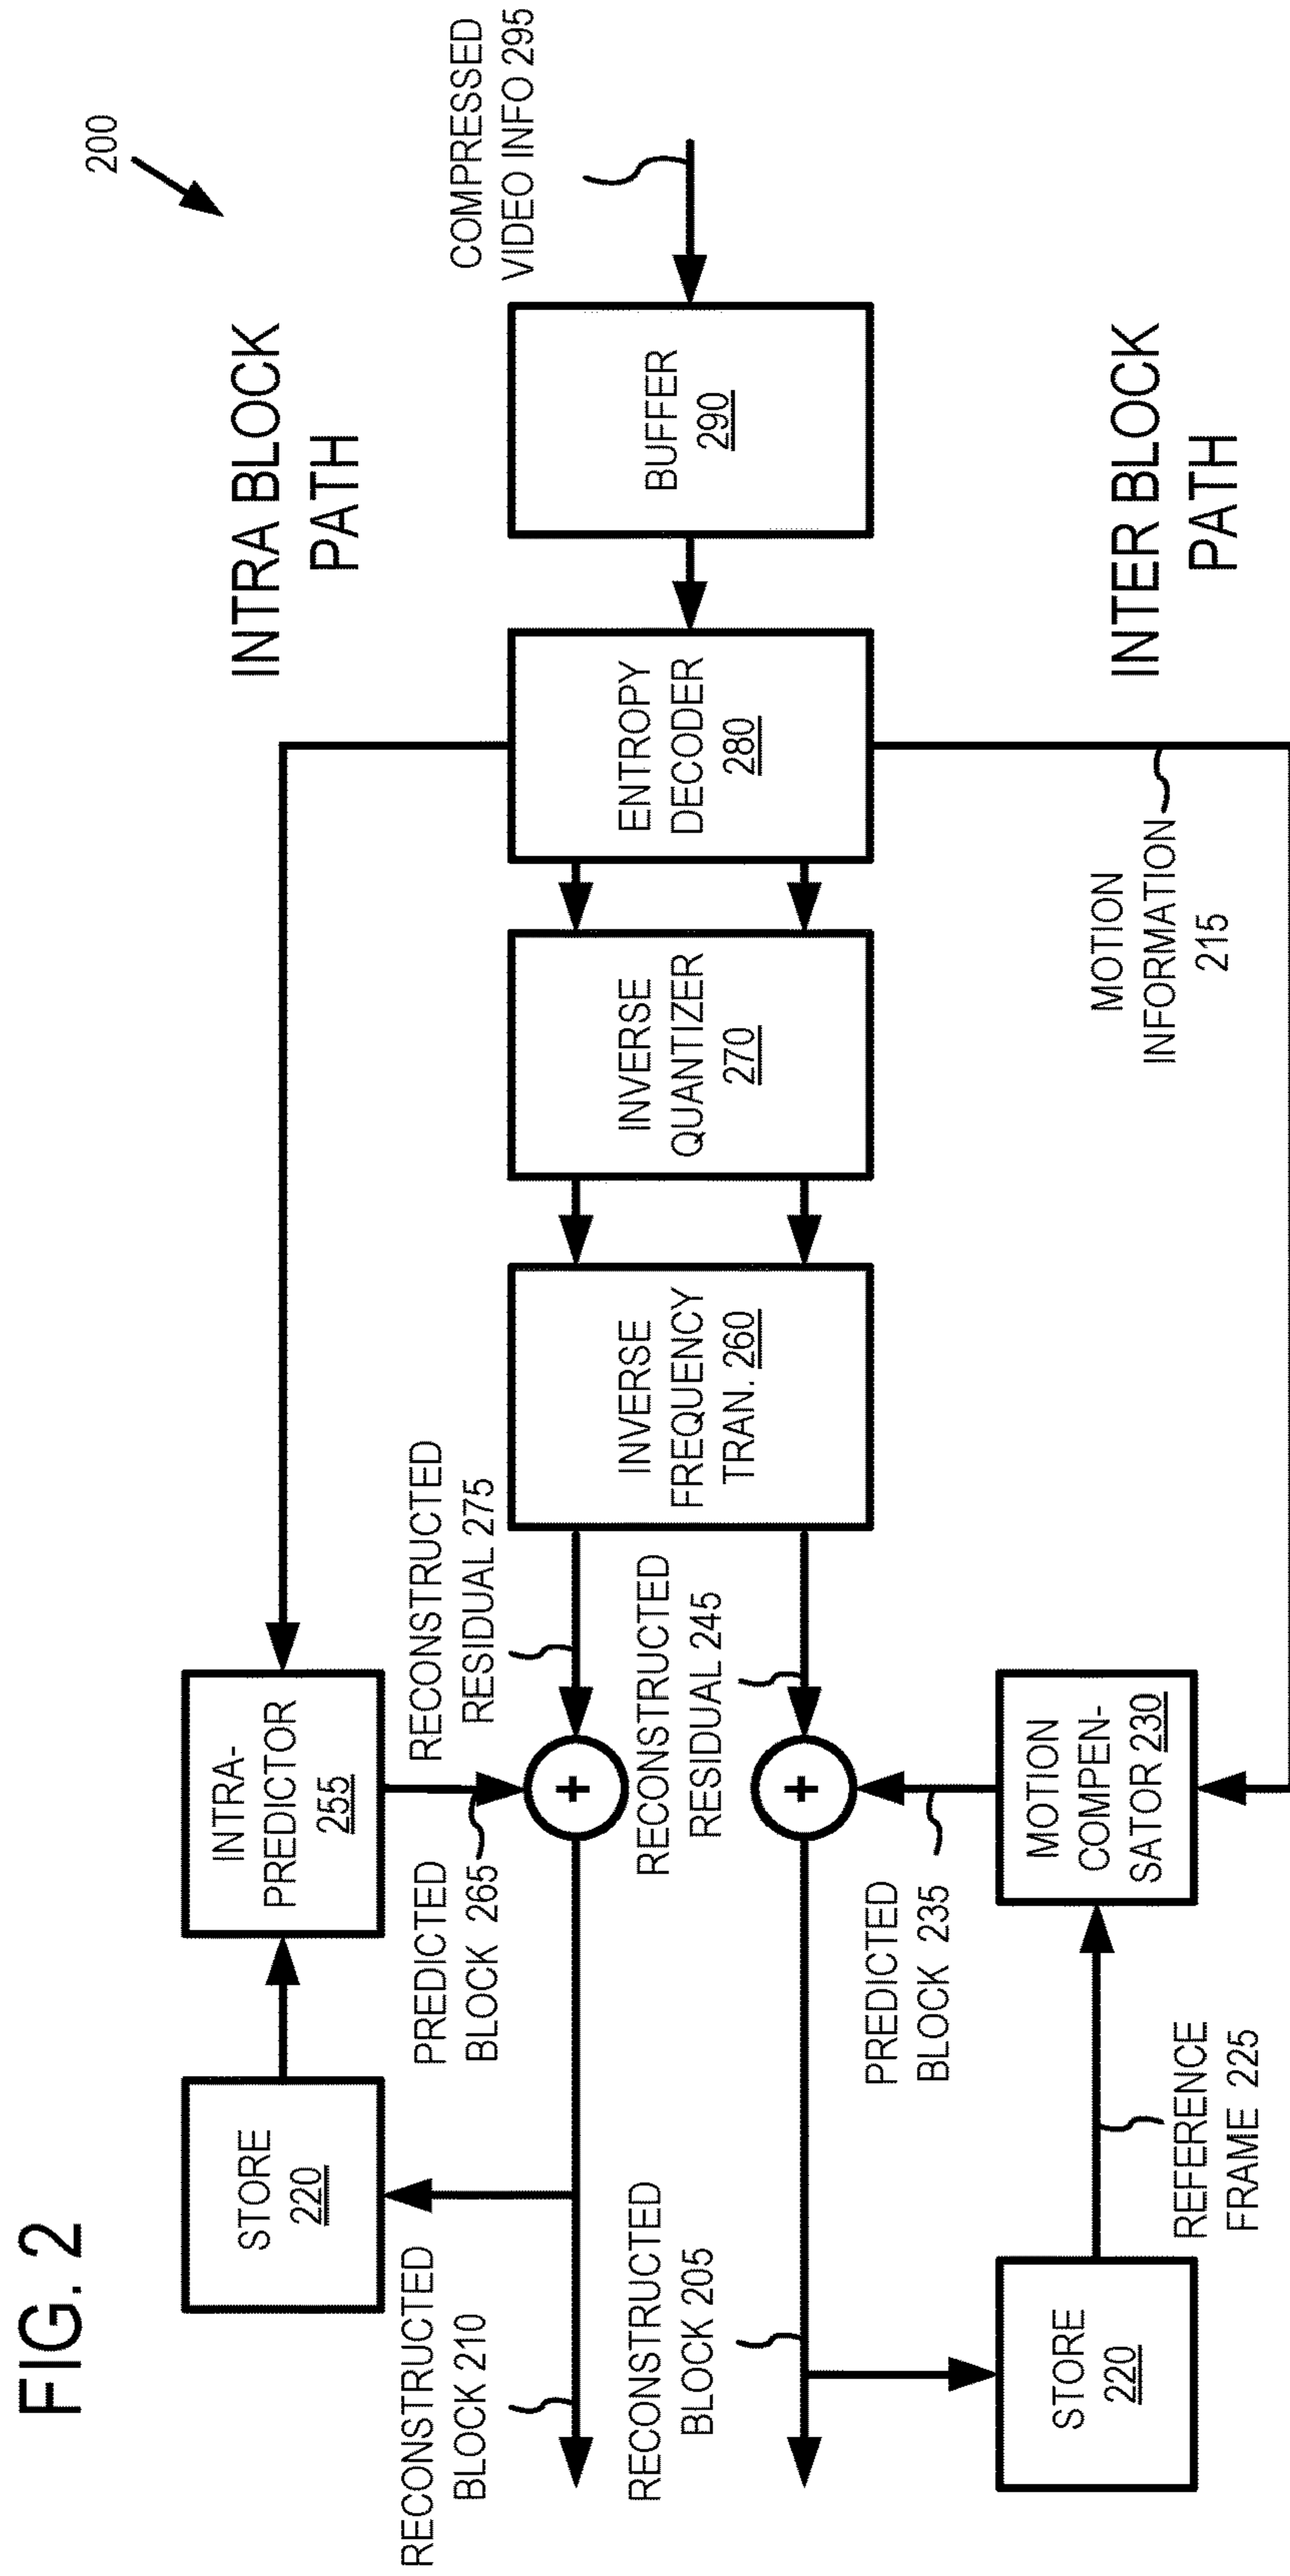 FIG. 2
200
INTRA BLOCK
PATH
STORE
220
INTRA-
PREDICTOR
255
RECONSTRUCTED
BLOCK 210
PREDICTED
BLOCK 265
RECONSTRUCTED
RESIDUAL 275
COMPRESSED
VIDEO INFO 295
INVERSE
FREQUENCY
TRAN. 260
INVERSE
QUANTIZER
270
ENTROPY
DECODER
280
BUFFER
290
+
+
RECONSTRUCTED
BLOCK 205
RECONSTRUCTED
RESIDUAL 245
PREDICTED
BLOCK 235
STORE
220
REFERENCE
FRAME 225
MOTION
COMPEN-
SATOR 230
MOTION
INFORMATION
215
INTER BLOCK
PATH